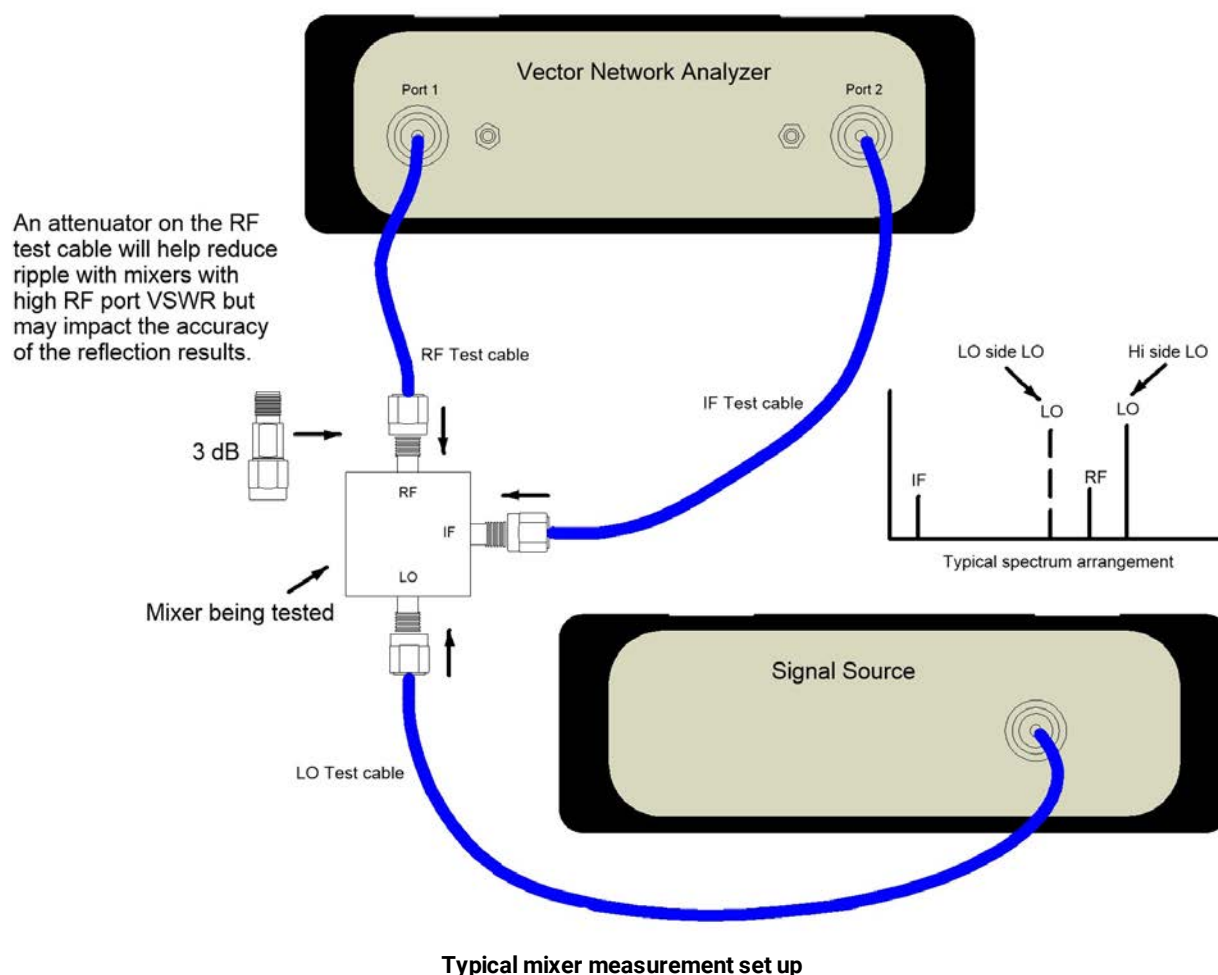 Vector Network Analyzer
Port 1
Port 2
An attenuator on the RF
test cable will help reduce
ripple with mixers with
high RF port VSWR but
may impact the accuracy
of the reflection results.
RF Test cable
IF Test cable
3 dB
RF
IF
LO
Mixer being tested
LO side LO
Hi side LO
LO
LO
IF
RF
Typical spectrum arrangement
Signal Source
LO Test cable
Typical mixer measurement set up